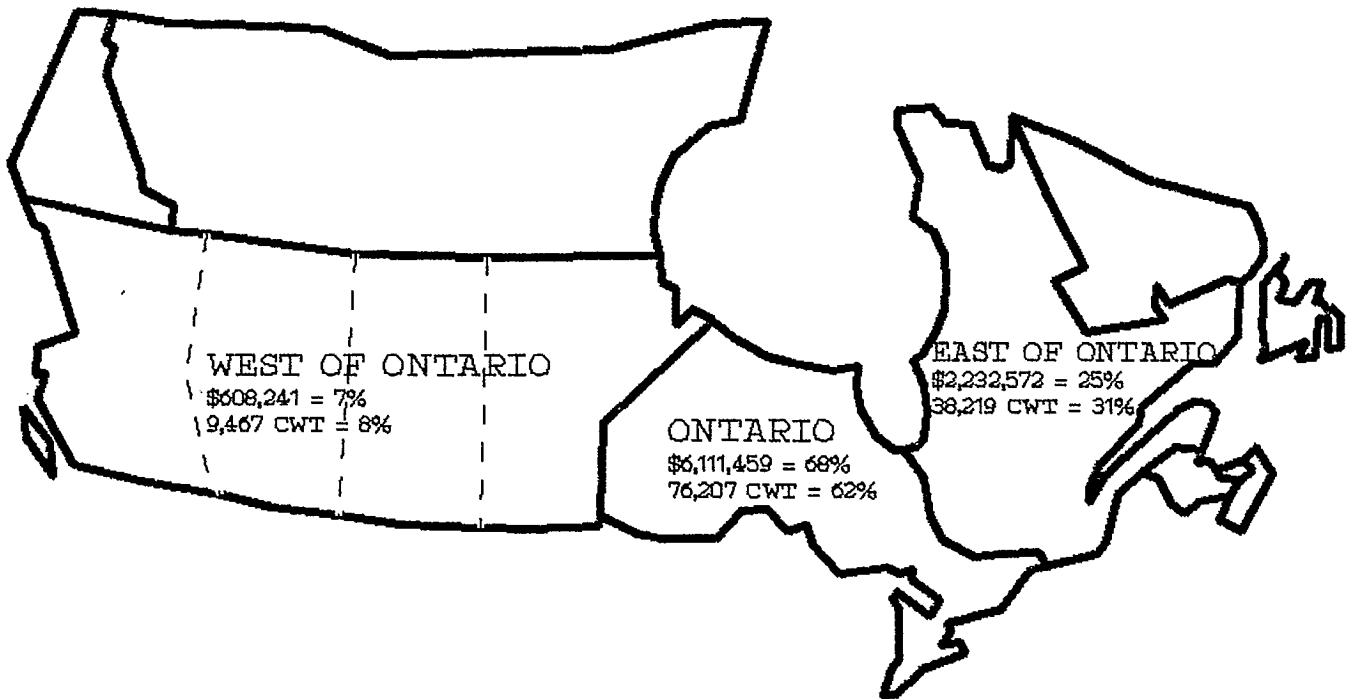 WEST OF ONTARIO
$608,241 = 7%
9,467 CWT = 8%
EAST OF ONTARIO
$2,232,572 = 25%
38,219 CWT = 31%
ONTARIO
$6,111,459 = 68%
76,207 CWT = 62%